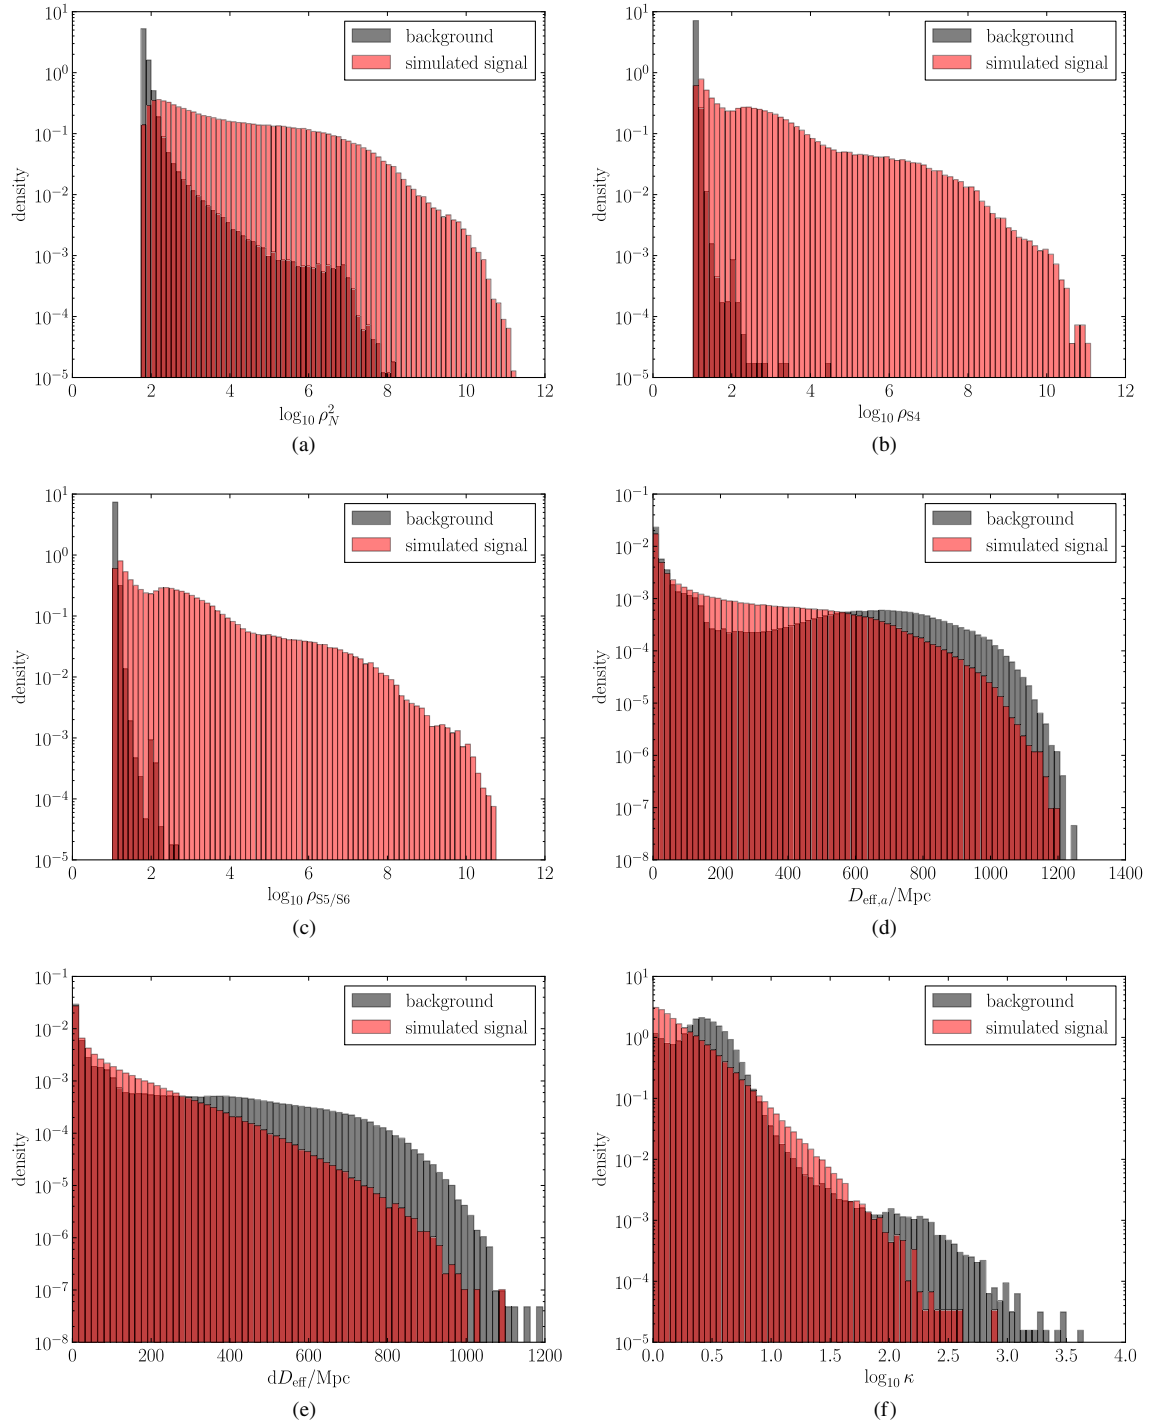 10^1
10^0
10^-1
10^-2
10^-3
10^-4
10^-5
density
0 2 4 6 8 10 12
log10 ρ_N^2
background
simulated signal
(a)
10^1
10^0
10^-1
10^-2
10^-3
10^-4
10^-5
density
0 2 4 6 8 10 12
log10 ρ_S4
background
simulated signal
(b)
10^1
10^0
10^-1
10^-2
10^-3
10^-4
10^-5
density
0 2 4 6 8 10 12
log10 ρ_S5/S6
background
simulated signal
(c)
10^-1
10^-2
10^-3
10^-4
10^-5
10^-6
10^-7
10^-8
density
0 200 400 600 800 1000 1200 1400
D_eff,a/Mpc
background
simulated signal
(d)
10^-1
10^-2
10^-3
10^-4
10^-5
10^-6
10^-7
10^-8
density
0 200 400 600 800 1000 1200
dD_eff/Mpc
background
simulated signal
(e)
10^1
10^0
10^-1
10^-2
10^-3
10^-4
10^-5
density
0.0 0.5 1.0 1.5 2.0 2.5 3.0 3.5 4.0
log10 κ
background
simulated signal
(f)